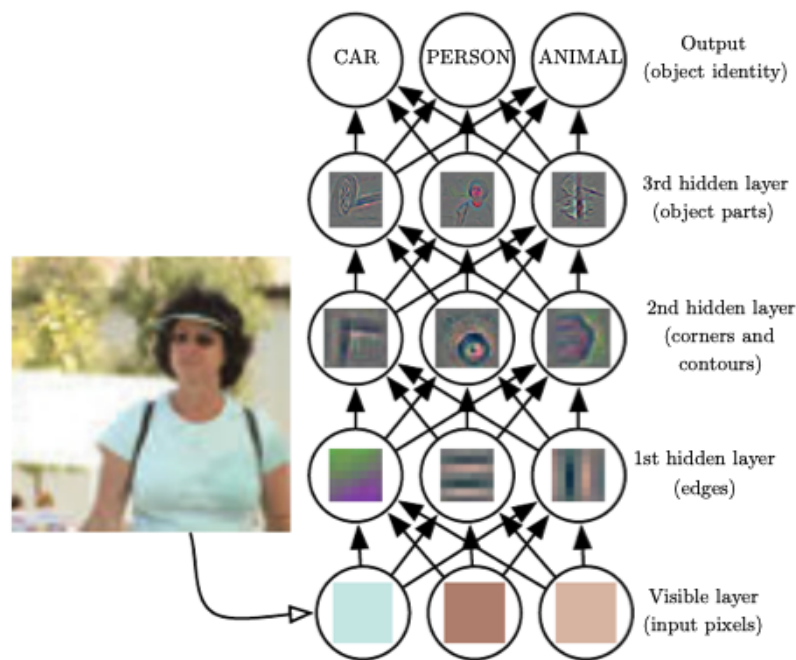 CAR PERSON ANIMAL
Output
(object identity)
3rd hidden layer
(object parts)
2nd hidden layer
(corners and
contours)
1st hidden layer
(edges)
Visible layer
(input pixels)